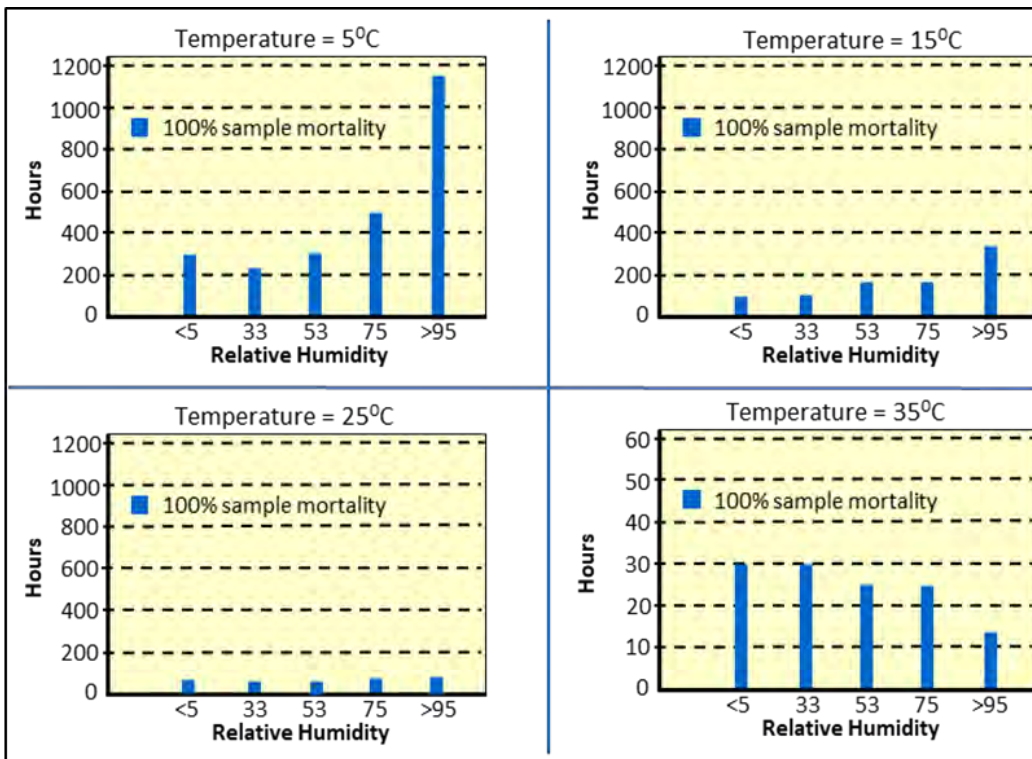 Temperature = 5⁰C
1200
1000
800
600
400
200
0
Hours
100% sample mortality
<5 33 53 75 >95
Relative Humidity
Temperature = 15⁰C
1200
1000
800
600
400
200
0
Hours
100% sample mortality
<5 33 53 75 >95
Relative Humidity
Temperature = 25⁰C
1200
1000
800
600
400
200
0
Hours
100% sample mortality
<5 33 53 75 >95
Relative Humidity
Temperature = 35⁰C
60
50
40
30
20
10
Hours
100% sample mortality
<5 33 53 75 >95
Relative Humidity